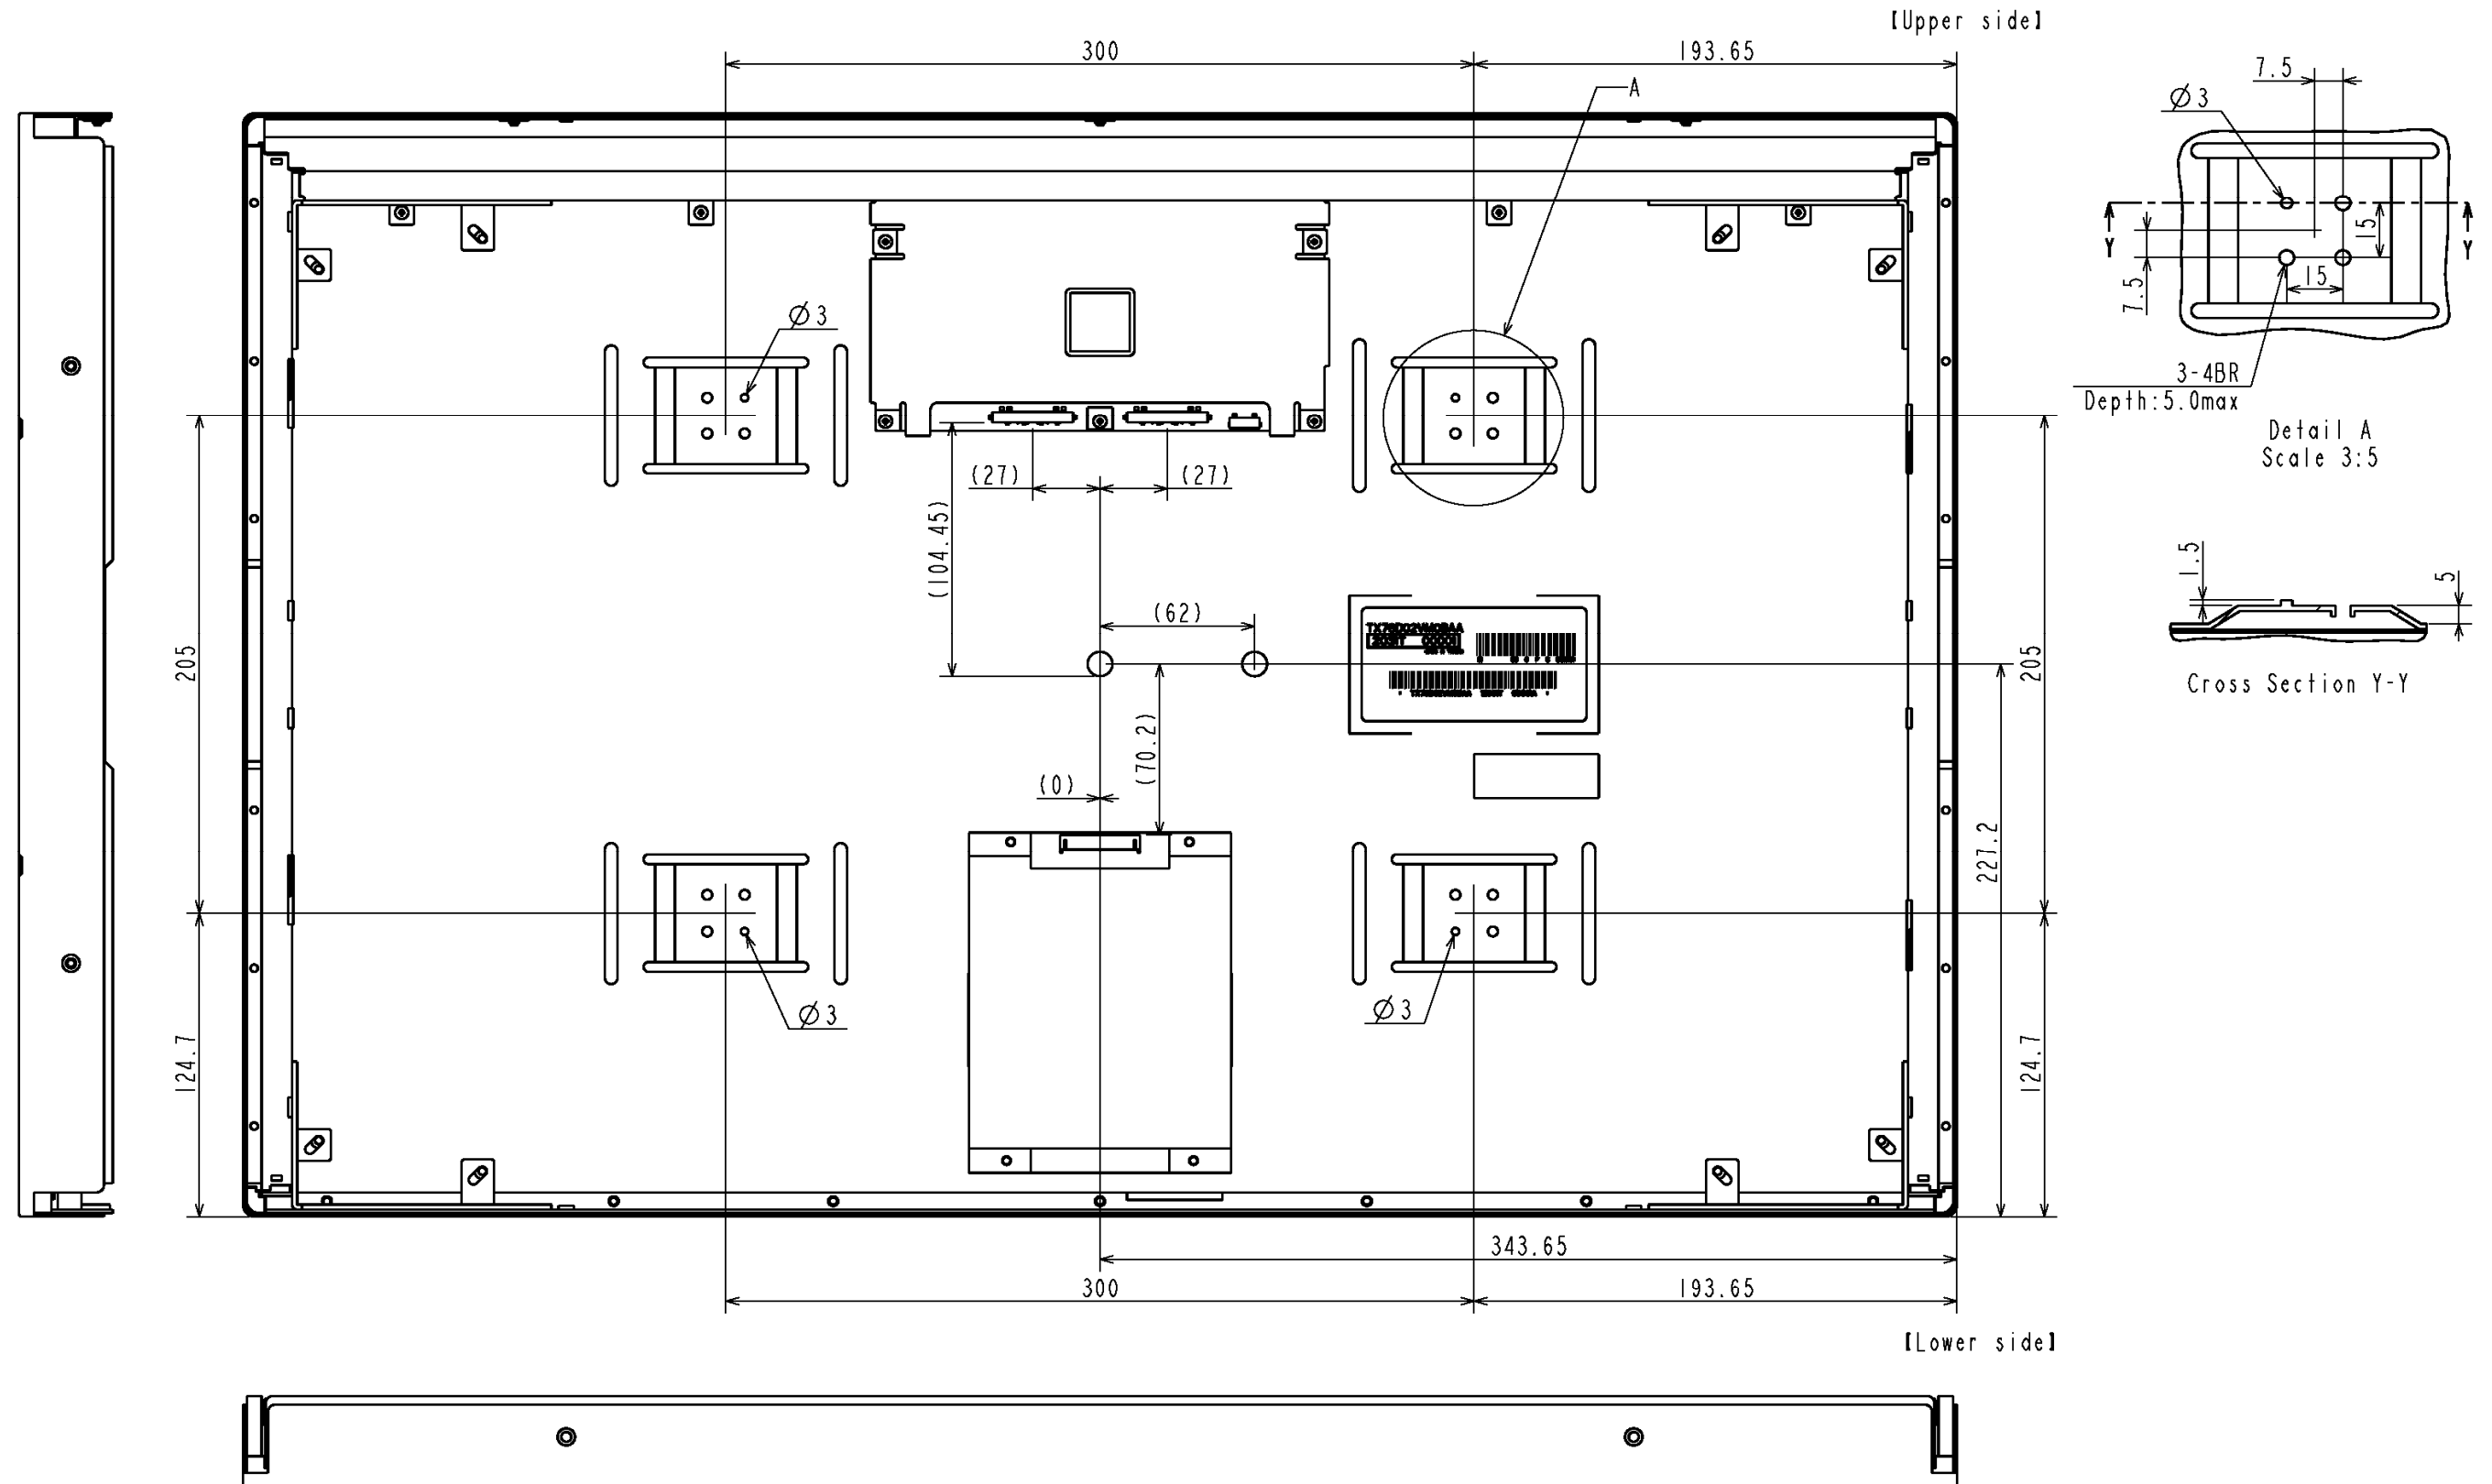 【Upper side】
300
193.65
A
7.5
Ø3
Y
Y
15
15
7.5
3-4BR
Depth:5.0max
Detail A
Scale 3:5
Ø3
(27)
(27)
(104.45)
(62)
1.5
5
Cross Section Y-Y
205
205
(70.2)
(0)
227.2
Ø3
Ø3
124.7
124.7
343.65
300
193.65
【Lower side】